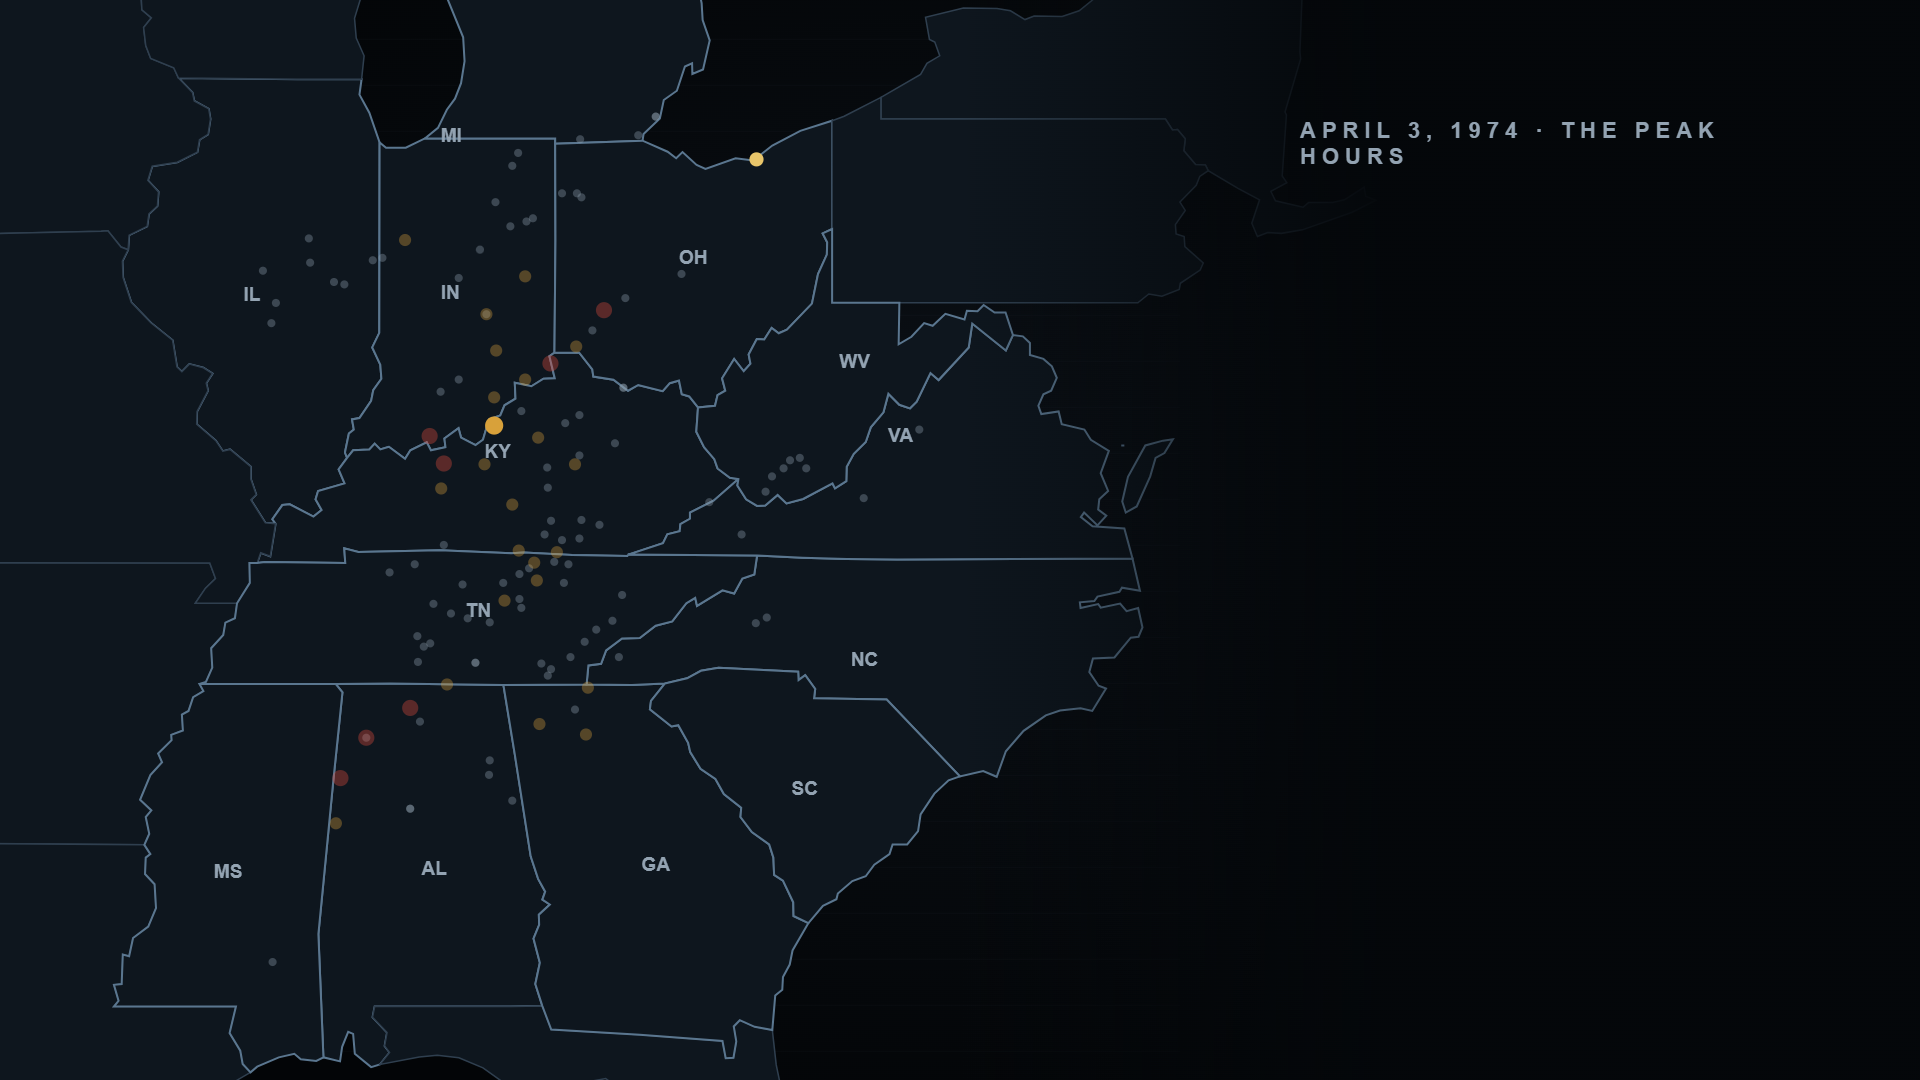 APRIL 3, 1974 · THE PEAK
HOURS
MI
OH
IL
IN
WV
VA
KY
TN
NC
SC
MS
AL
GA